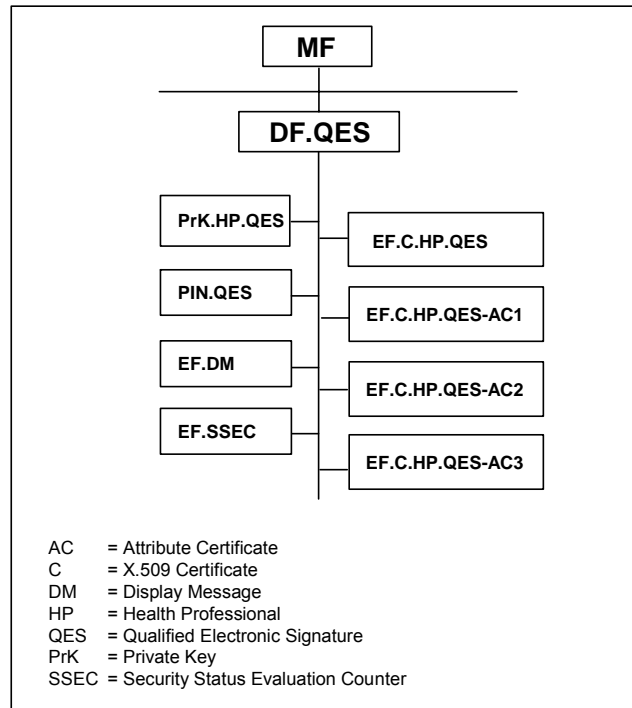 MF
DF.QES
PrK.HP.QES
EF.C.HP.QES
PIN.QES
EF.C.HP.QES-AC1
EF.DM
EF.C.HP.QES-AC2
EF.SSEC
EF.C.HP.QES-AC3
AC = Attribute Certificate
C = X.509 Certificate
DM = Display Message
HP = Health Professional
QES = Qualified Electronic Signature
PrK = Private Key
SSEC = Security Status Evaluation Counter